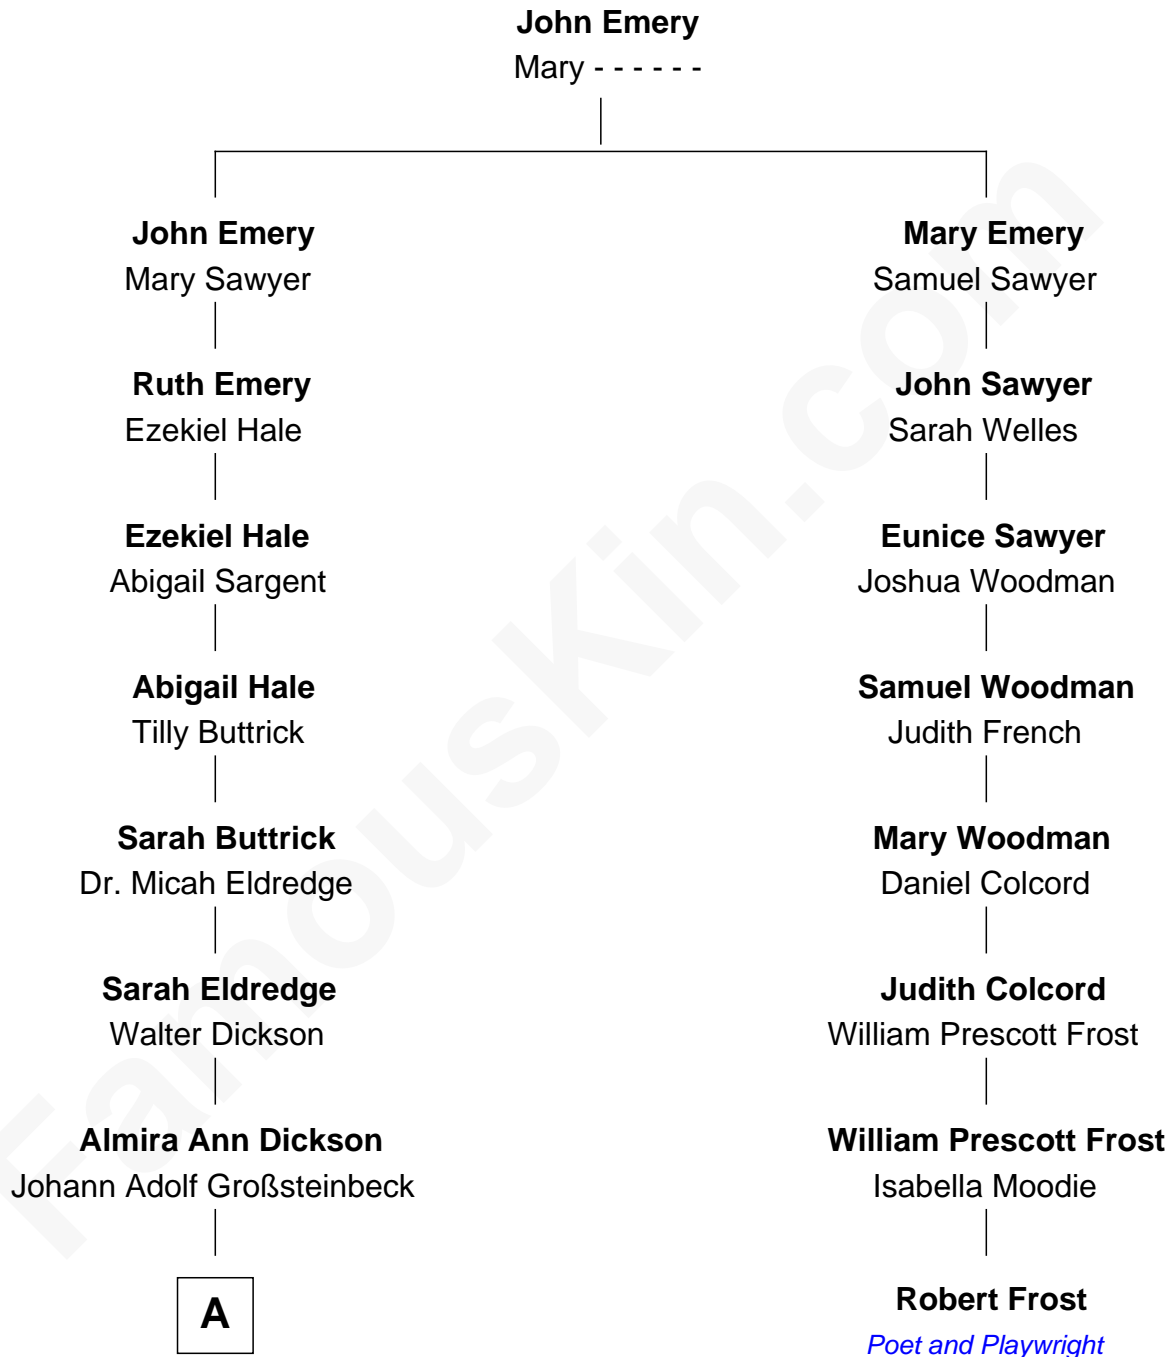 John Emery
Mary - - - - - -
John Emery
Mary Sawyer
Mary Emery
Samuel Sawyer
Ruth Emery
Ezekiel Hale
John Sawyer
Sarah Welles
Ezekiel Hale
Abigail Sargent
Eunice Sawyer
Joshua Woodman
Abigail Hale
Tilly Buttrick
Samuel Woodman
Judith French
Sarah Buttrick
Dr. Micah Eldredge
Mary Woodman
Daniel Colcord
Sarah Eldredge
Walter Dickson
Judith Colcord
William Prescott Frost
Almira Ann Dickson
Johann Adolf Großsteinbeck
William Prescott Frost
Isabella Moodie
A
Robert Frost
Poet and Playwright
FamousKin.com